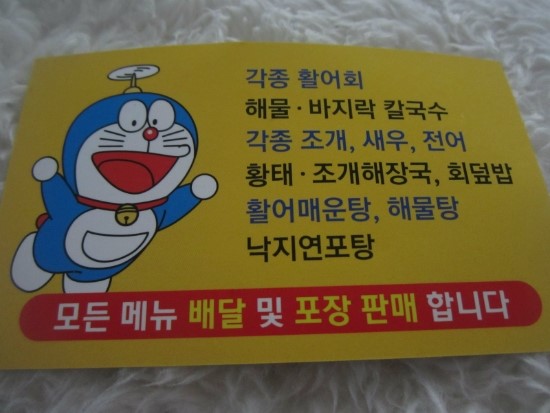 각종 활어회
해물·바지락 칼국수
각종 조개, 새우, 전어
황태·조개해장국, 회덮밥
활어매운탕, 해물탕
낙지연포탕
모든 메뉴 배달 및 포장 판매 합니다